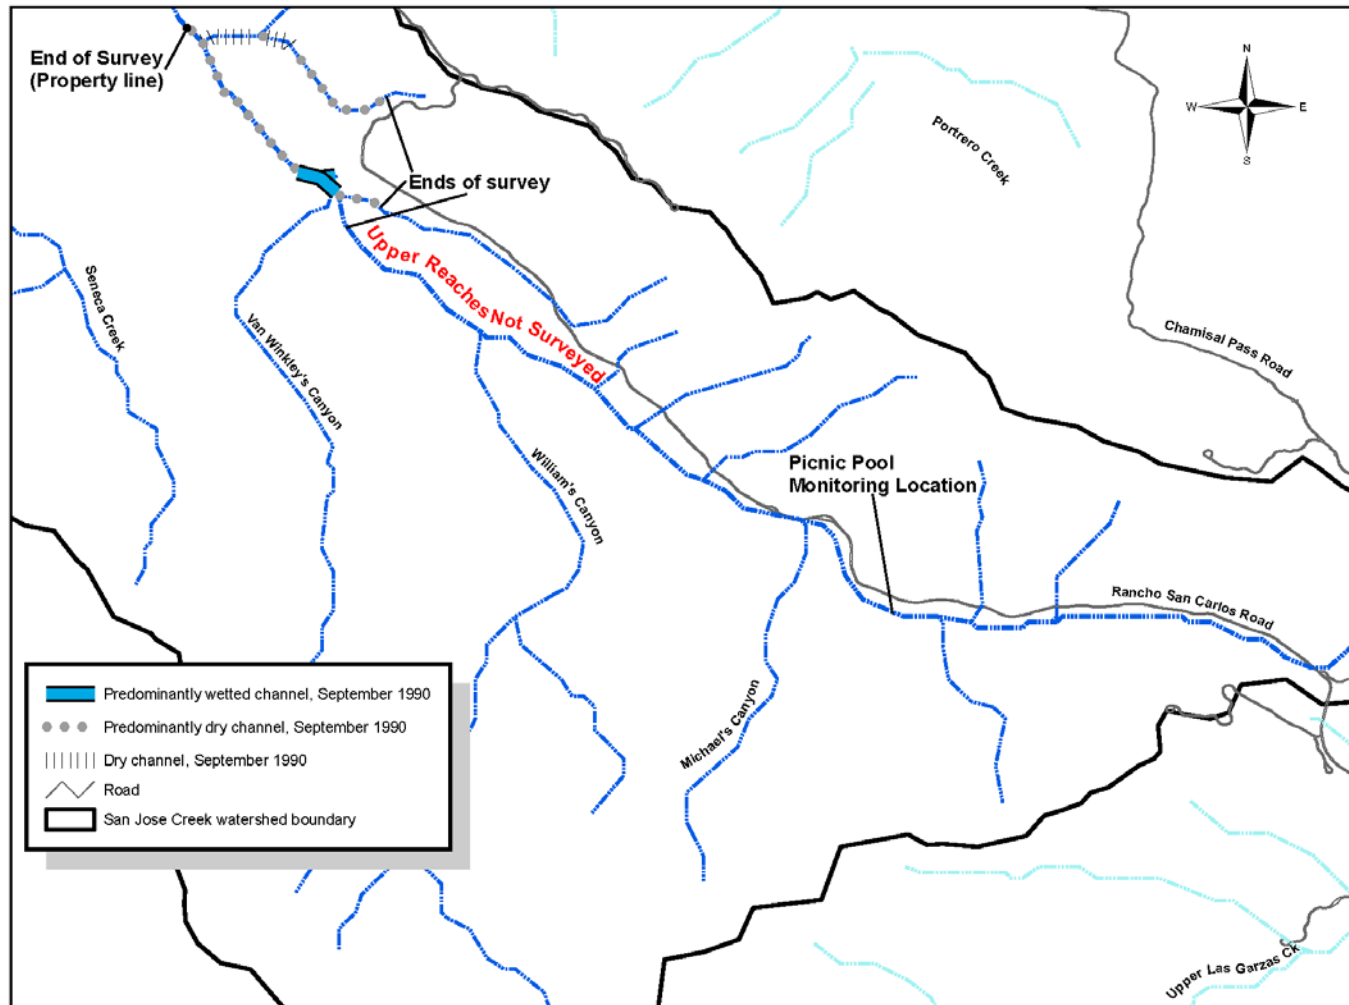 End of Survey
(Property line)
N
W
E
S
Portrero Creek
Ends of survey
Upper Reaches Not Surveyed
Seneca Creek
Van Winkley's Canyon
Chamisal Pass Road
William's Canyon
Picnic Pool
Monitoring Location
Rancho San Carlos Road
Michael's Canyon
Predominantly wetted channel, September 1990
Predominantly dry channel, September 1990
Dry channel, September 1990
Road
San Jose Creek watershed boundary
Upper Las Garzas Ck